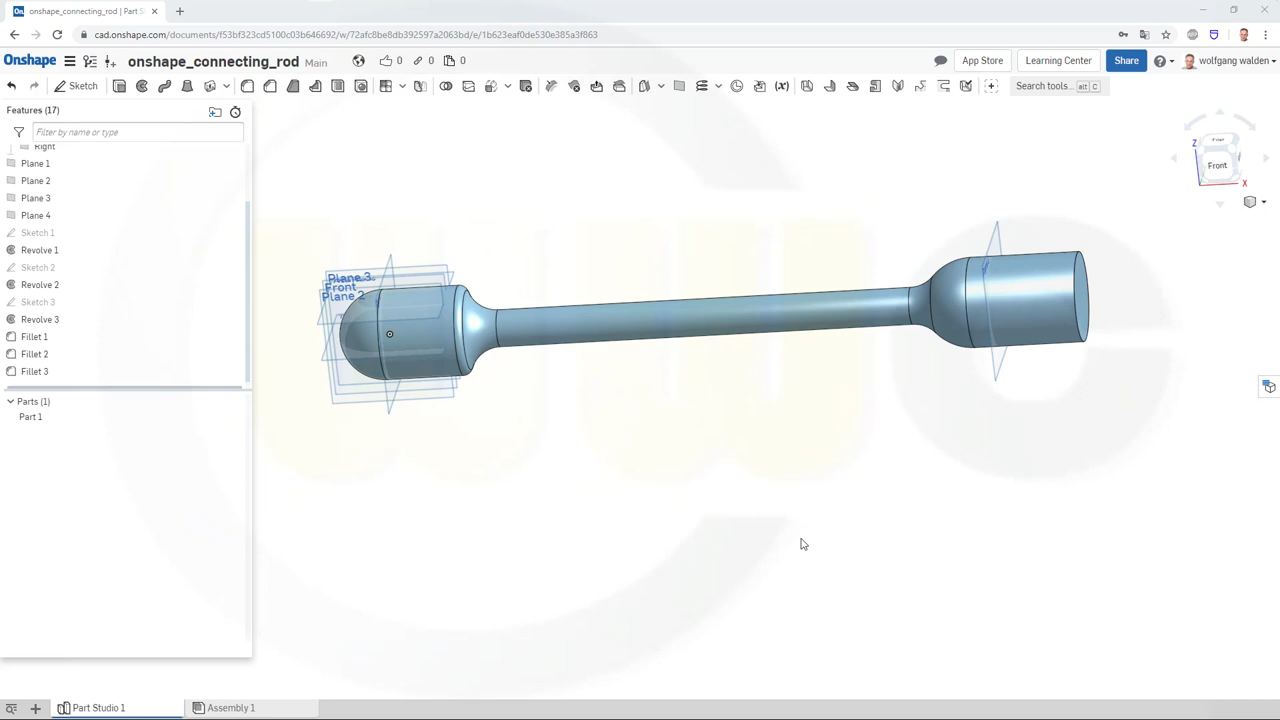 onshape_connecting_rod | Part S
cad.onshape.com/documents/f53bf323cd5100c03b646692/w/72afc8be8db392597a2063bd/e/1b623eaf0de530e385a3f863
Onshape onshape_connecting_rod Main 0 0 0 App Store Learning Center Share wolfgang walden
Sketch (x) Search tools... alt C
Features (17)
Filter by name or type
Right
Plane 1
Plane 2
Plane 3
Plane 4
Sketch 1
Revolve 1
Sketch 2
Revolve 2
Sketch 3
Revolve 3
Fillet 1
Fillet 2
Fillet 3
Parts (1)
Part 1
Plane 3
Front
Plane 2
Z
Front
X
Part Studio 1 Assembly 1